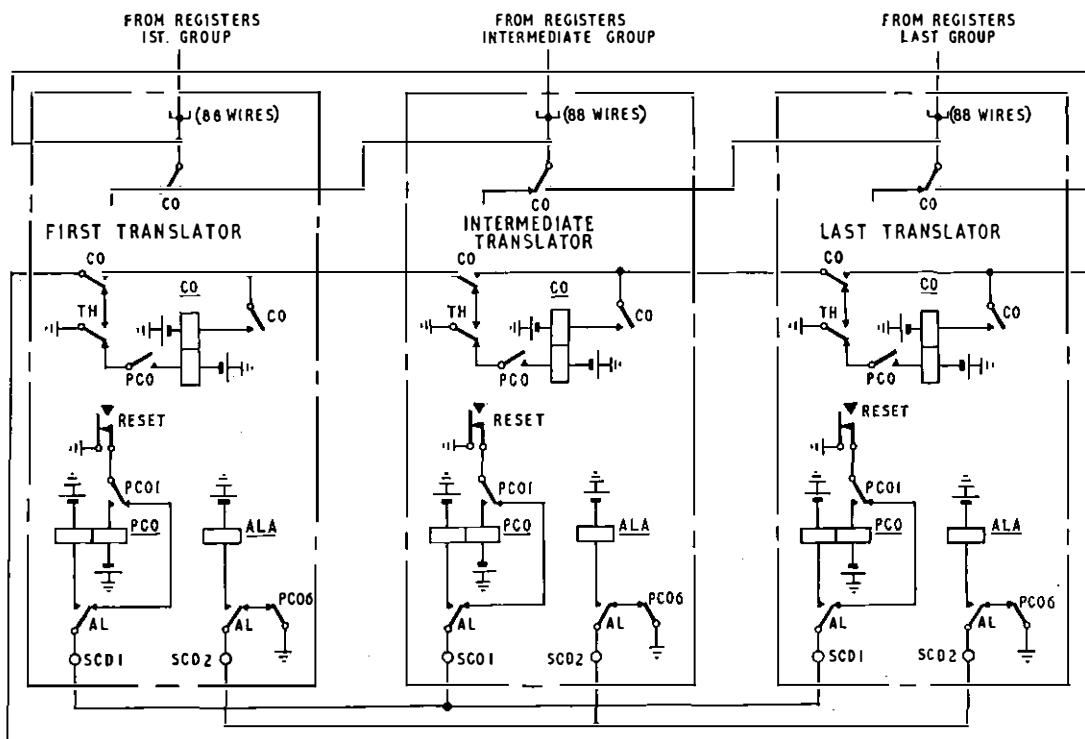 FROM REGISTERS
1ST. GROUP
FROM REGISTERS
INTERMEDIATE GROUP
FROM REGISTERS
LAST GROUP
(88 WIRES)
(88 WIRES)
(88 WIRES)
CO
CO
CO
FIRST TRANSLATOR
INTERMEDIATE
TRANSLATOR
LAST TRANSLATOR
CO
CO
CO
TH
PCO
CO
CO
CO
TH
PCO
CO
CO
CO
TH
PCO
RESET
RESET
RESET
PCO1
PCO
ALA
PCO1
PCO
ALA
PCO1
PCO
ALA
AL
AL
PCO6
AL
AL
PCO6
AL
AL
PCO6
SCD1
SCD2
SCD1
SCD2
SCD1
SCD2